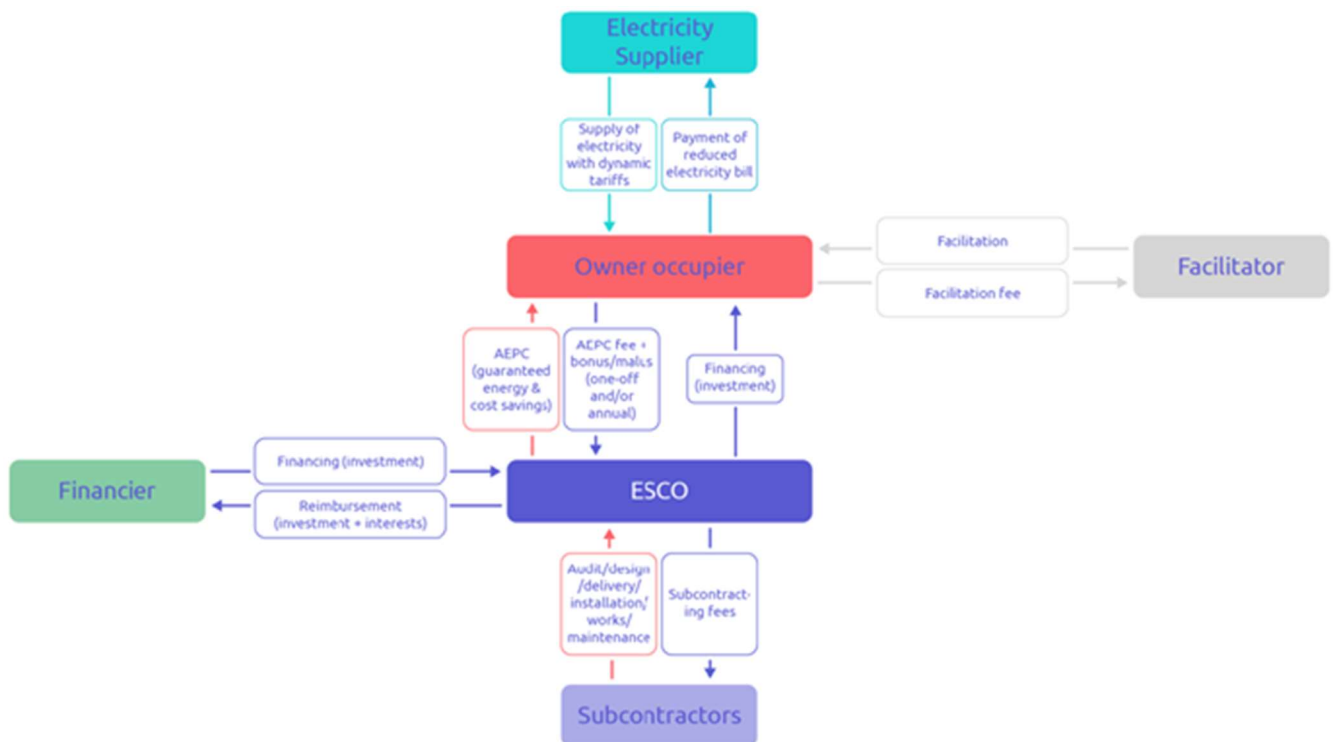 Electricity
Supplier
Supply of
electricity
with dynamic
tariffs
Payment of
reduced
electricity bill
Owner occupier
Facilitation
Facilitation fee
Facilitator
AEPC
(guaranteed
energy &
cost savings)
AEPC fee +
bonus/malus
(one-off
and/or
annual)
Financing
(investment)
Financier
Financing (investment)
Reimbursement
(investment + interests)
ESCO
Audit/design
/delivery/
installation/
works/
maintenance
Subcontract-
ing fees
Subcontractors